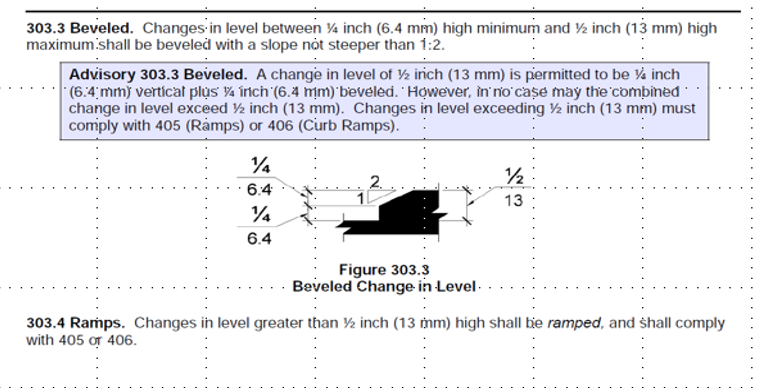 303.3 Beveled. Changes in level between ¼ inch (6.4 mm) high minimum and ½ inch (13 mm) high
maximum shall be beveled with a slope not steeper than 1:2.
Advisory 303.3 Beveled. A change in level of ½ inch (13 mm) is permitted to be ¼ inch
(6.4 mm) vertical plus ¼ inch (6.4 mm) beveled. However, in no case may the combined
change in level exceed ½ inch (13 mm). Changes in level exceeding ½ inch (13 mm) must
comply with 405 (Ramps) or 406 (Curb Ramps).
¼
6.4
¼
6.4
2
1
½
13
Figure 303.3
Beveled Change in Level
303.4 Ramps. Changes in level greater than ½ inch (13 mm) high shall be ramped, and shall comply
with 405 or 406.